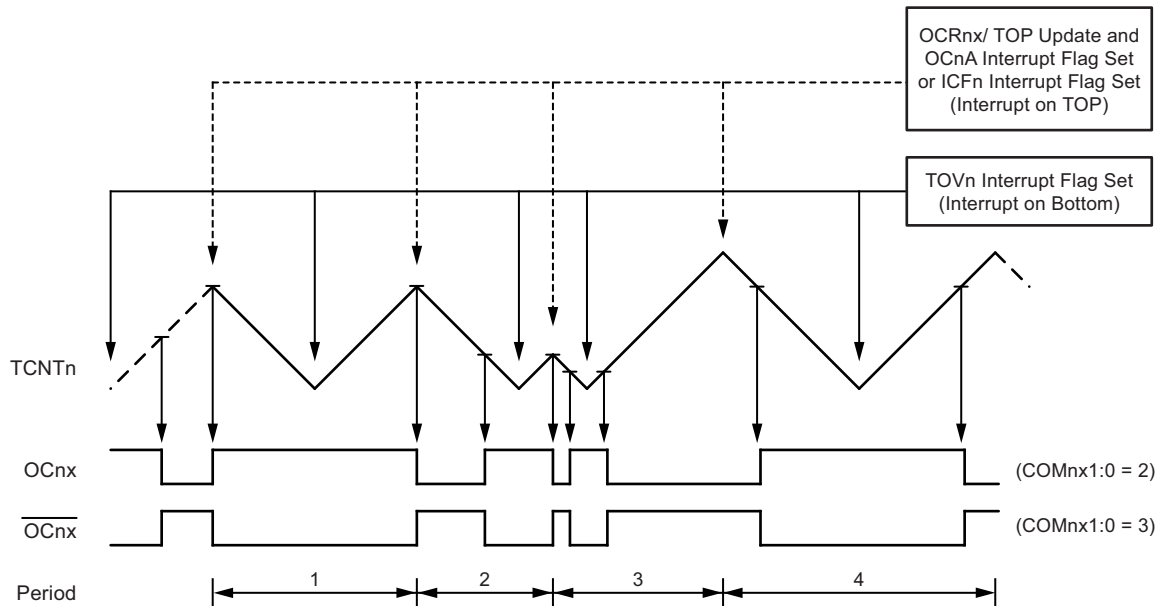 OCRnx/ TOP Update and
OCnA Interrupt Flag Set
or ICFn Interrupt Flag Set
(Interrupt on TOP)
TOVn Interrupt Flag Set
(Interrupt on Bottom)
TCNTn
OCnx (COMnx1:0 = 2)
OCnx (COMnx1:0 = 3)
Period 1 2 3 4